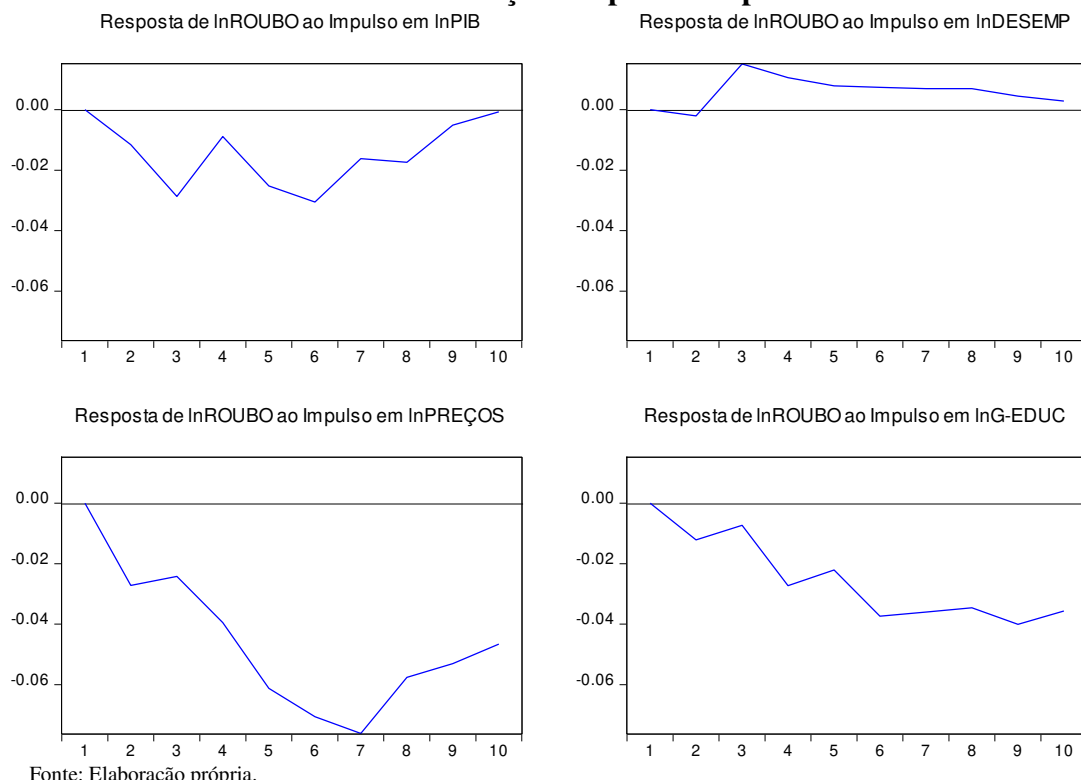 Resposta de lnROUBO ao Impulso em lnPIB
0.00
-0.02
-0.04
-0.06
1 2 3 4 5 6 7 8 9 10
Resposta de lnROUBO ao Impulso em lnDESEMP
0.00
-0.02
-0.04
-0.06
1 2 3 4 5 6 7 8 9 10
Resposta de lnROUBO ao Impulso em lnPREÇOS
0.00
-0.02
-0.04
-0.06
1 2 3 4 5 6 7 8 9 10
Resposta de lnROUBO ao Impulso em lnG-EDUC
0.00
-0.02
-0.04
-0.06
1 2 3 4 5 6 7 8 9 10
Fonte: Elaboração própria.